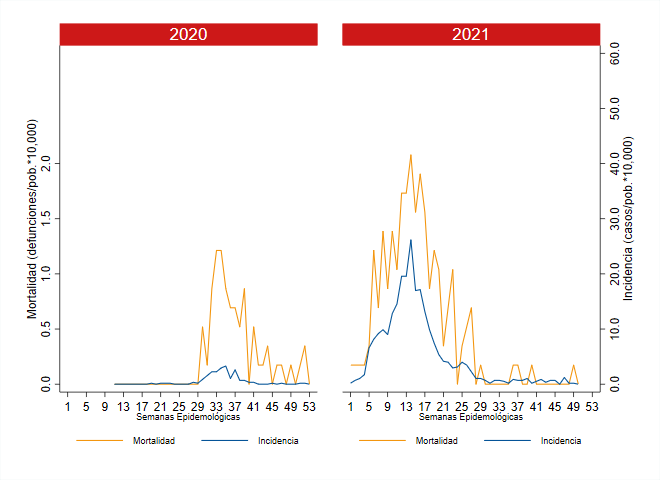 2020
2021
Mortalidad (defunciones/pob.*10,000)
2.0
1.5
1.0
0.5
0.0
1 5 9 13 17 21 25 29 33 37 41 45 49 53
Semanas Epidemológicas
Mortalidad Incidencia
60.0
50.0
40.0
30.0
20.0
10.0
0.0
Incidencia (casos/pob.*10,000)
1 5 9 13 17 21 25 29 33 37 41 45 49 53
Semanas Epidemológicas
Mortalidad Incidencia